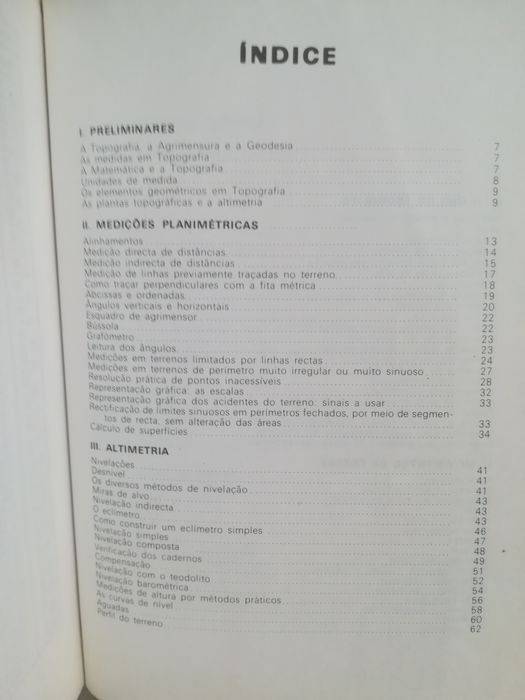 ÍNDICE
I. PRELIMINARES
A Topografia, a Agrimensura e a Geodesia 7
As medidas em Topografia 7
A Matemática e a Topografia 7
Unidades de medida 8
Os elementos geométricos em Topografia 9
As plantas topográficas e a altimetria 9
II. MEDIÇÕES PLANIMÉTRICAS
Alinhamentos 13
Medição directa de distâncias 14
Medição indirecta de distâncias 15
Medição de linhas previamente traçadas no terreno 17
Como traçar perpendiculares com a fita métrica 18
Abcissas e ordenadas 19
Ângulos verticais e horizontais 20
Esquadro de agrimensor 22
Bússola 22
Grafómetro 23
Leitura dos ângulos 23
Medições em terrenos limitados por linhas rectas 24
Medições em terrenos de perímetro muito irregular ou muito sinuoso 27
Resolução prática de pontos inacessíveis 28
Representação gráfica: as escalas 32
Representação gráfica dos acidentes do terreno: sinais a usar 33
Rectificação de limites sinuosos em perímetros fechados, por meio de segmen-
tos de recta, sem alteração das áreas 33
Cálculo de superfícies 34
III. ALTIMETRIA
Nivelações 41
Desnível 41
Os diversos métodos de nivelação 41
Miras de alvo 43
Nivelação indirecta 43
O eclímetro 43
Como construir um eclímetro simples 46
Nivelação simples 47
Nivelação composta 48
Verificação dos cadernos 49
Compensação 51
Nivelação com o teodolito 52
Nivelação barométrica 54
Medições de altura por métodos práticos 56
As curvas de nível 58
Aguadas 60
Perfil do terreno 62